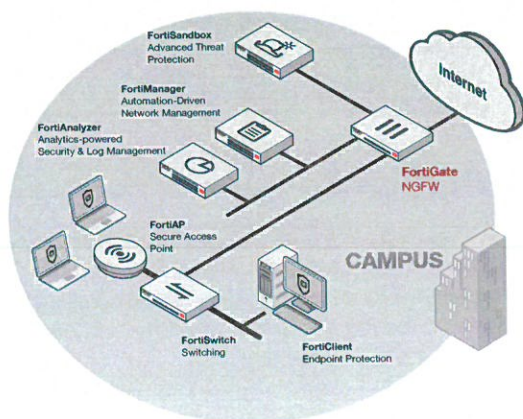 FortiSandbox
Advanced Threat
Protection
Internet
FortiManager
Automation-Driven
Network Management
FortiAnalyzer
Analytics-powered
Security & Log Management
FortiGate
NGFW
FortiAP
Secure Access
Point
CAMPUS
FortiSwitch
Switching
FortiClient
Endpoint Protection